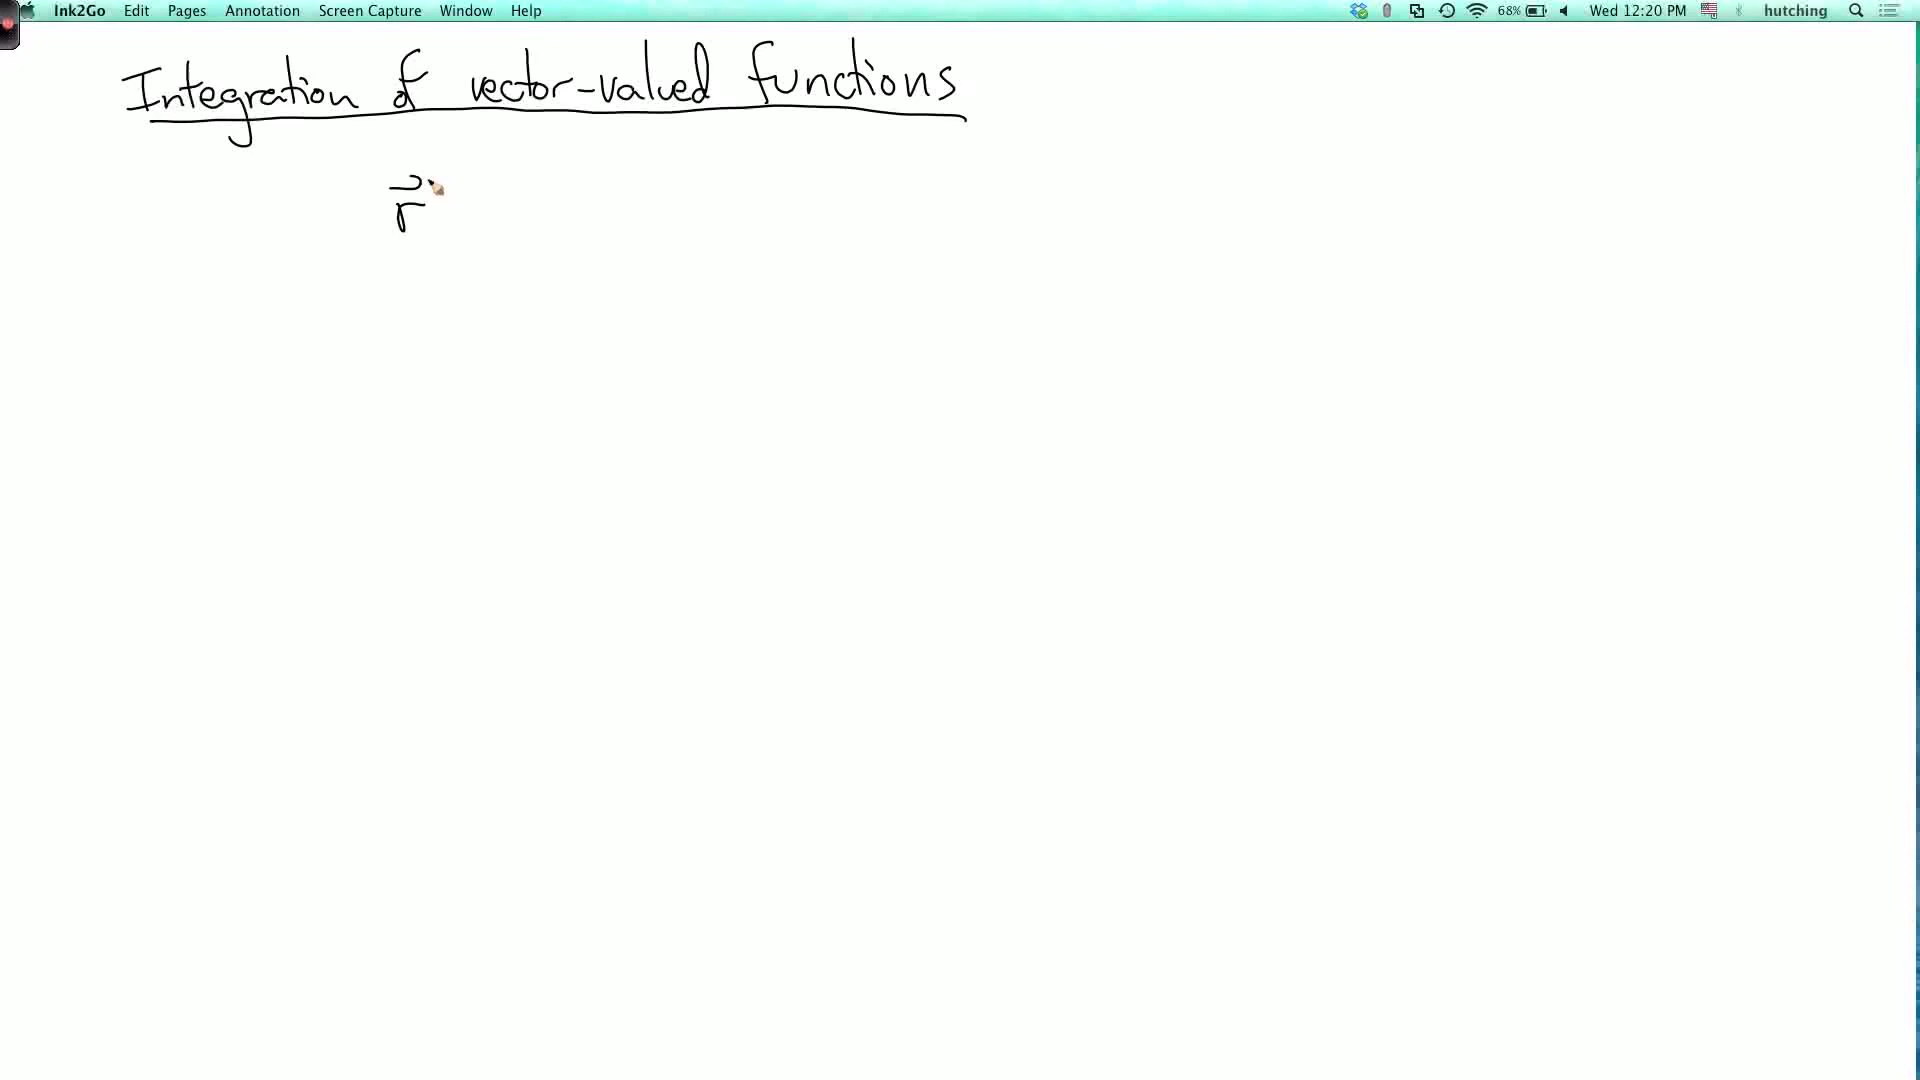 Ink2Go Edit Pages Annotation Screen Capture Window Help 68% Wed 12:20 PM hutching
Integration of vector-valued functions
r⃗